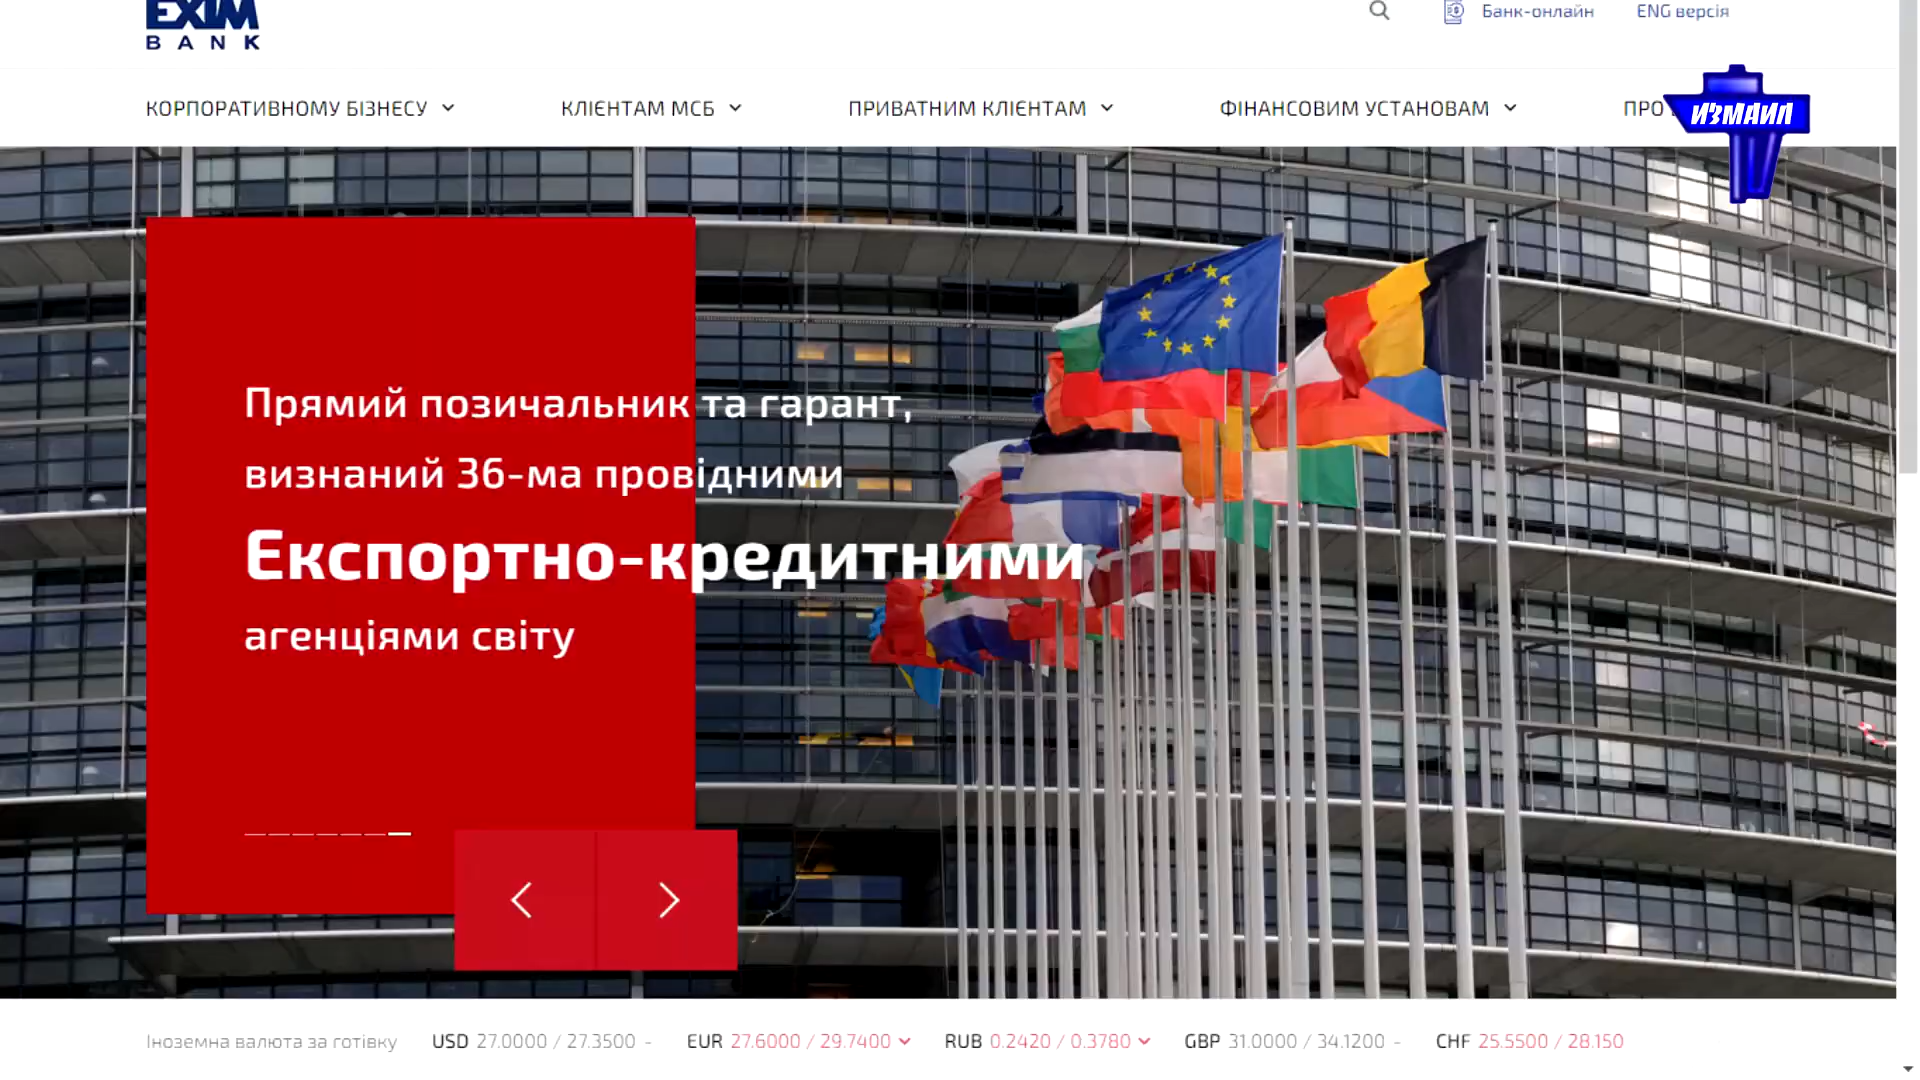 EXIM
BANK
Банк-онлайн
ENG версія
КОРПОРАТИВНОМУ БІЗНЕСУ
КЛІЄНТАМ МСБ
ПРИВАТНИМ КЛІЄНТАМ
ФІНАНСОВИМ УСТАНОВАМ
ПРО
ИЗМАИЛ
Прямий позичальник та гарант,
визнаний 36-ма провідними
Експортно-кредитними
агенціями світу
Іноземна валюта за готівку USD 27.0000 / 27.3500 - EUR 27.6000 / 29.7400 RUB 0.2420 / 0.3780 GBP 31.0000 / 34.1200 - CHF 25.5500 / 28.150